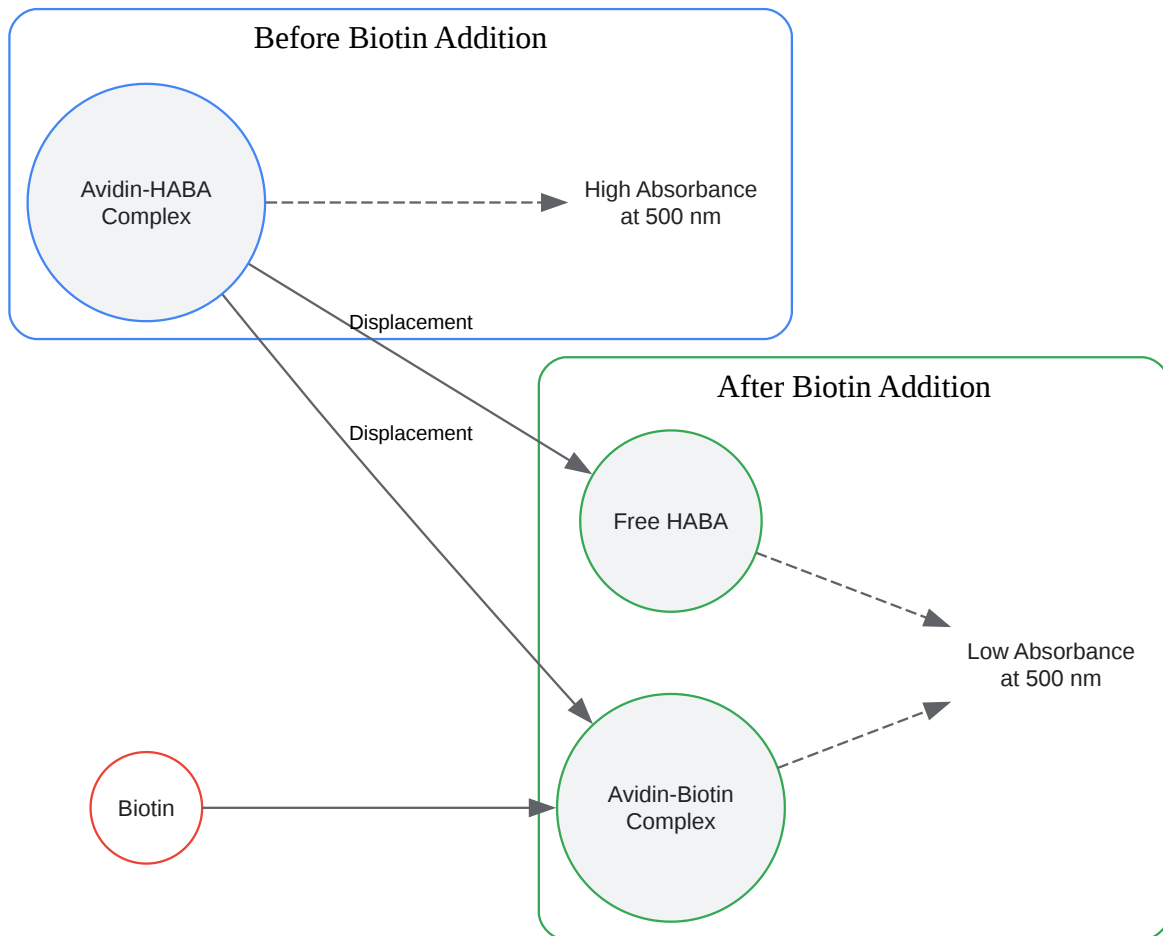 Before Biotin Addition
Avidin-HABA
Complex
High Absorbance
at 500 nm
Displacement
Displacement
After Biotin Addition
Free HABA
Low Absorbance
at 500 nm
Biotin
Avidin-Biotin
Complex